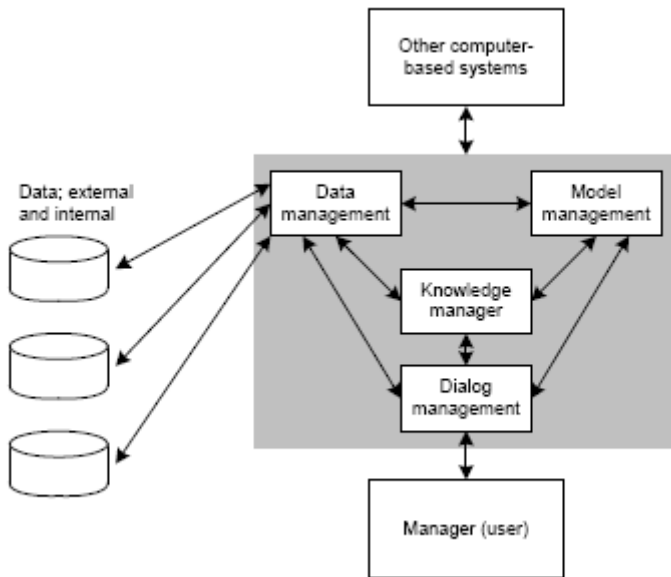 Other computer-
based systems
Data; external
and internal
Data
management
Model
management
Knowledge
manager
Dialog
management
Manager (user)